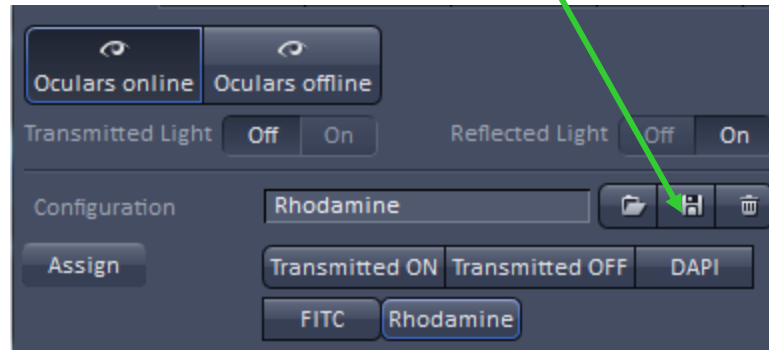 Oculars online Oculars offline
Transmitted Light Off On Reflected Light Off On
Configuration Rhodamine
Assign Transmitted ON Transmitted OFF DAPI
FITC Rhodamine